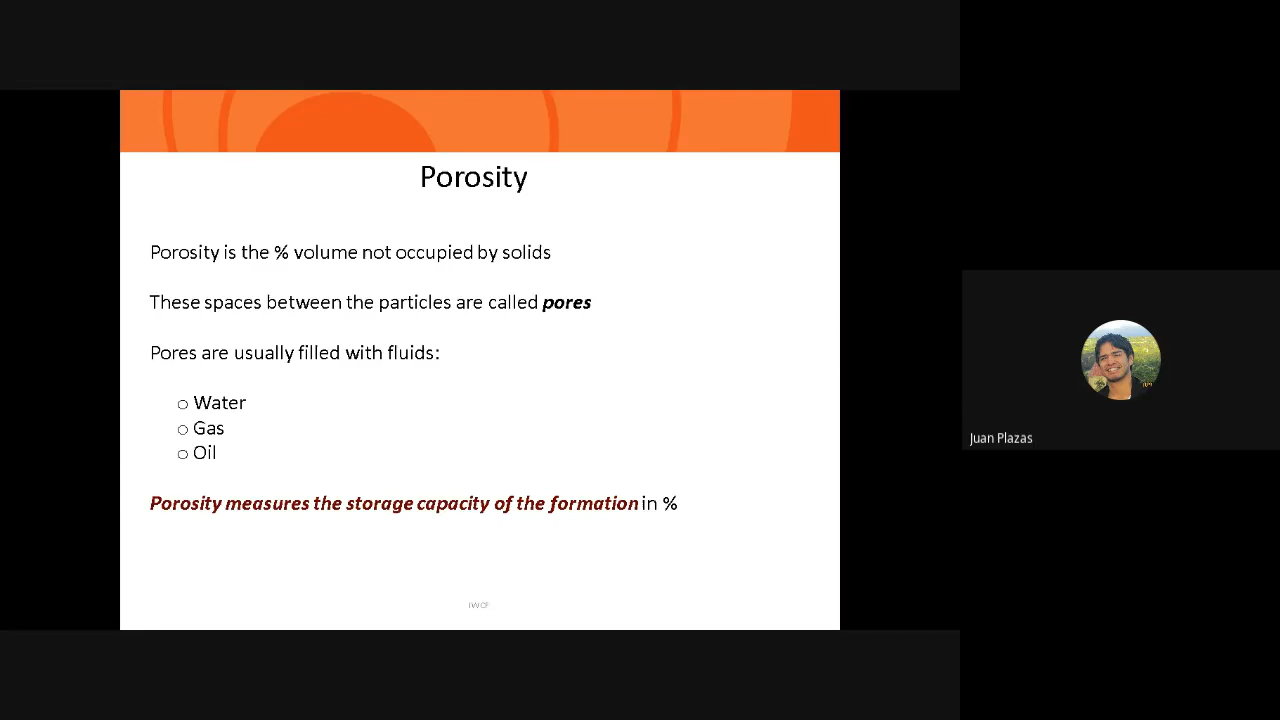 Porosity
Porosity is the % volume not occupied by solids
These spaces between the particles are called pores
Pores are usually filled with fluids:
○ Water
○ Gas
○ Oil
Porosity measures the storage capacity of the formation in %
IWCF
Juan Plazas